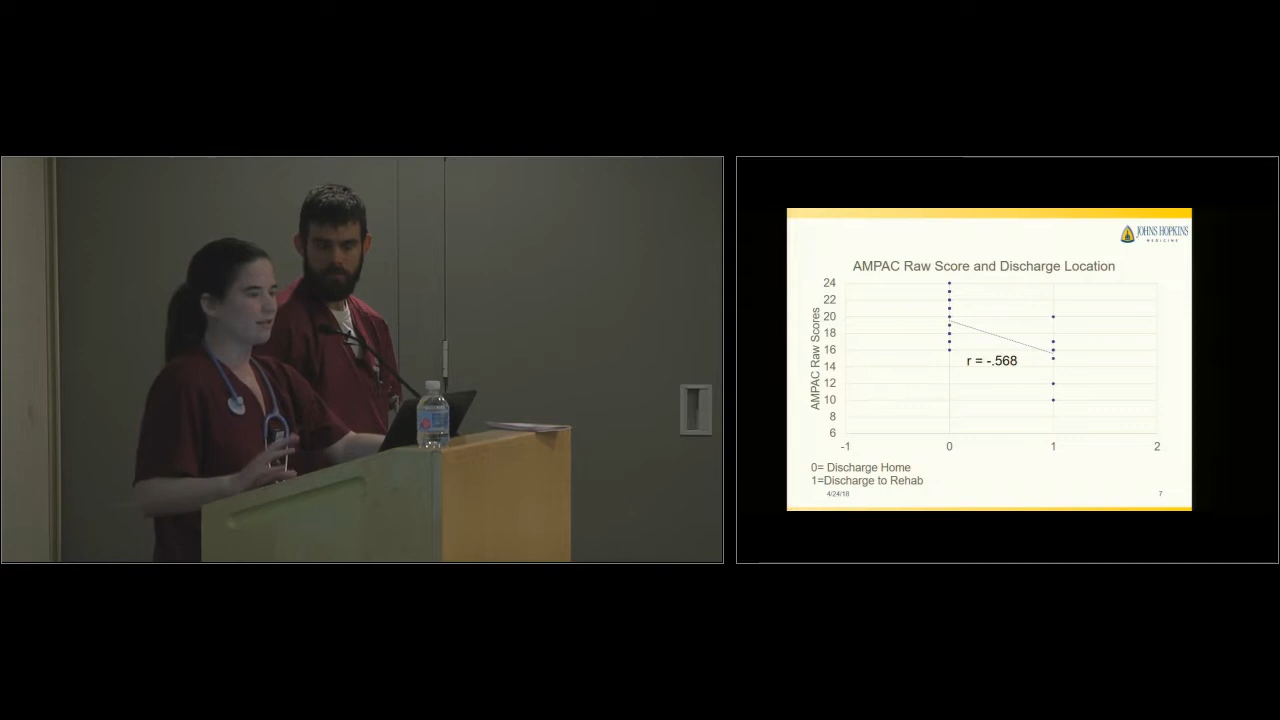 JOHNS HOPKINS
MEDICINE
AMPAC Raw Score and Discharge Location
AMPAC Raw Scores
24
22
20
18
16
14
12
10
8
6
r = -.568
-1
0
1
2
0= Discharge Home
1=Discharge to Rehab
4/24/18
7